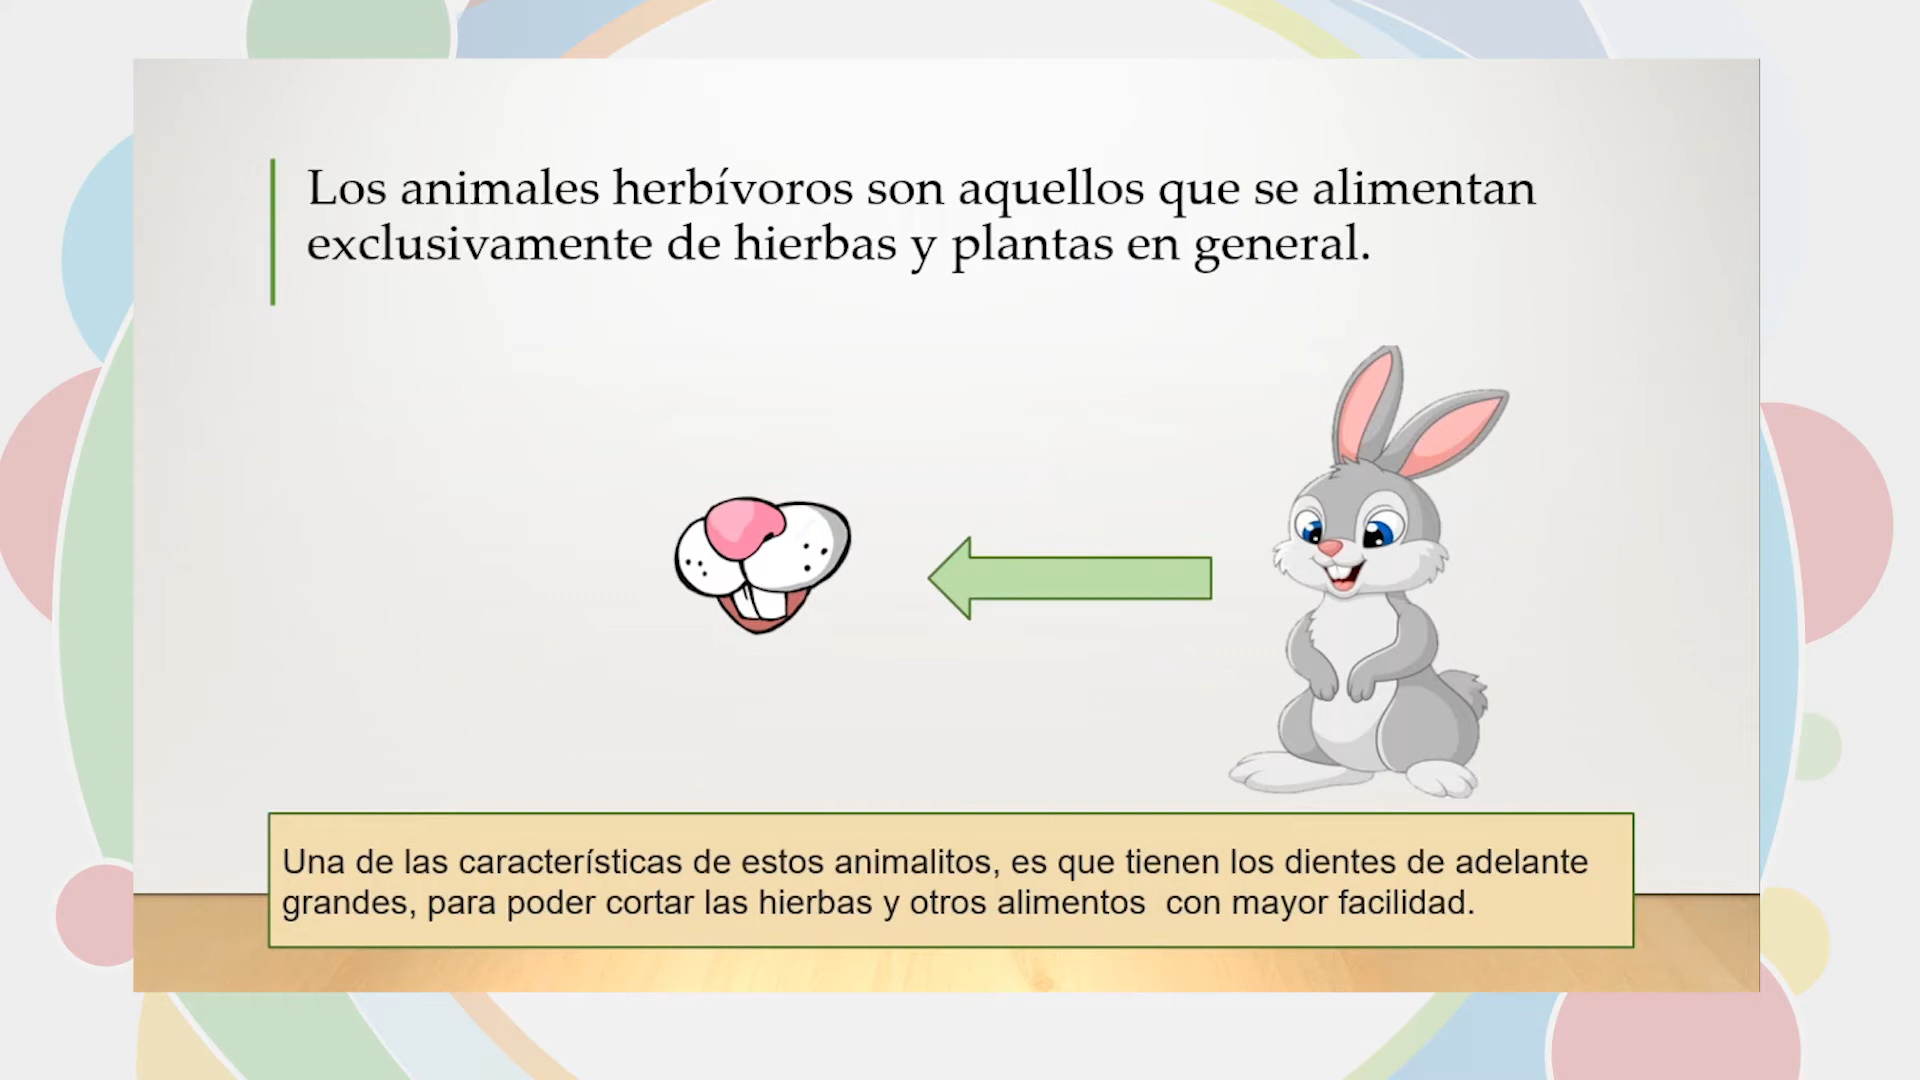 Los animales herbívoros son aquellos que se alimentan
exclusivamente de hierbas y plantas en general.
Una de las características de estos animalitos, es que tienen los dientes de adelante
grandes, para poder cortar las hierbas y otros alimentos  con mayor facilidad.